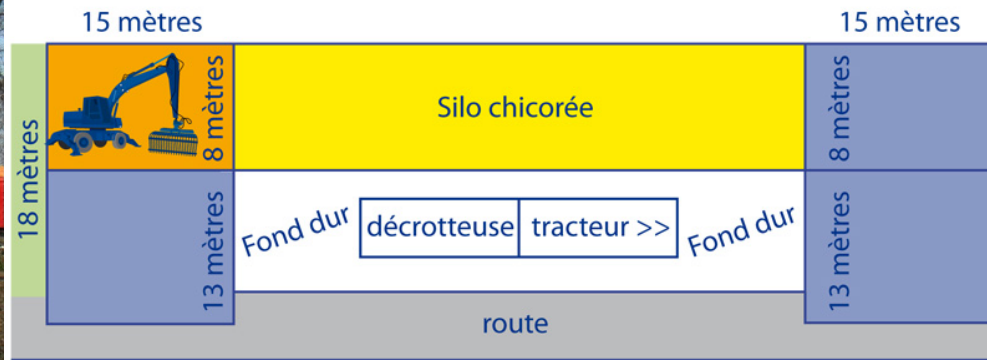 15 mètres
15 mètres
18 mètres
8 mètres
Silo chicorée
8 mètres
13 mètres
Fond dur
décrotteuse
tracteur >>
Fond dur
13 mètres
route